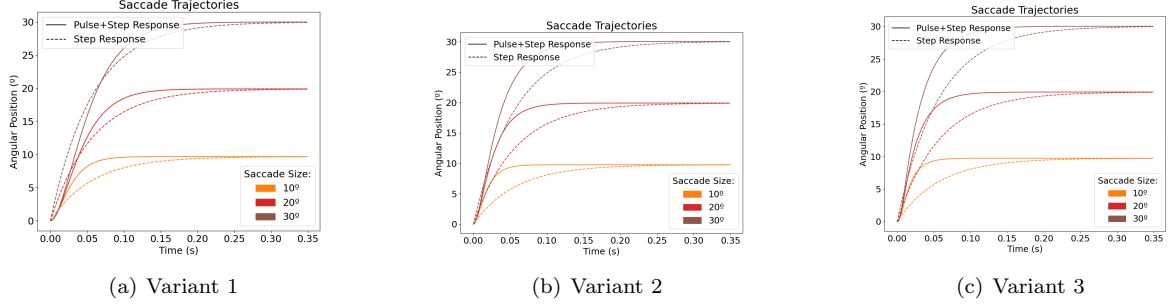 Saccade Trajectories
30
25
20
15
10
5
0
Angular Position (º)
Pulse+Step Response
Step Response
Saccade Size:
10º
20º
30º
0.00 0.05 0.10 0.15 0.20 0.25 0.30 0.35
Time (s)
(a) Variant 1
Saccade Trajectories
30
25
20
15
10
5
0
Angular Position (º)
Pulse+Step Response
Step Response
Saccade Size:
10º
20º
30º
0.00 0.05 0.10 0.15 0.20 0.25 0.30 0.35
Time (s)
(b) Variant 2
Saccade Trajectories
30
25
20
15
10
5
0
Angular Position (º)
Pulse+Step Response
Step Response
Saccade Size:
10º
20º
30º
0.00 0.05 0.10 0.15 0.20 0.25 0.30 0.35
Time (s)
(c) Variant 3